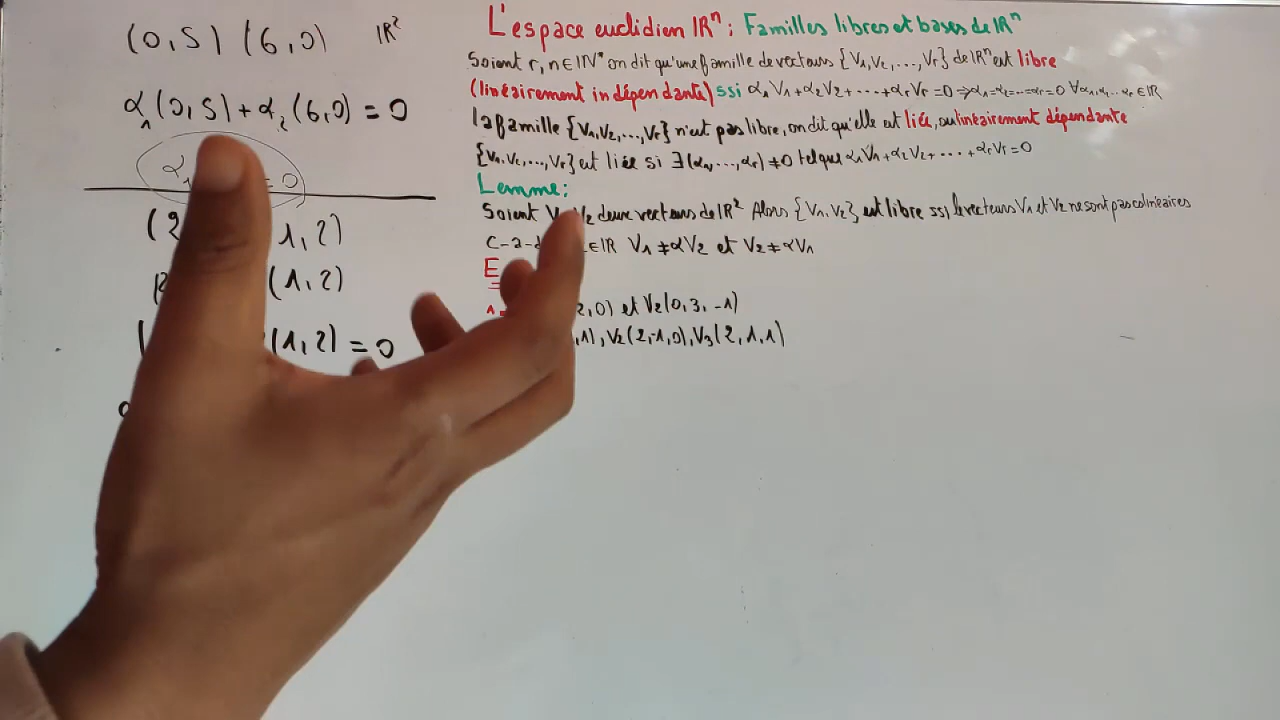 (0,5) (6,0) IR²
α₁(0,5)+α₂(6,0)=0
=0
(2 1,2)
(1,2)
(1,2)=0
L'espace euclidien IRⁿ: Familles libres et bases de IRⁿ
Soient r,n∈IN* on dit qu'une famille de vecteurs {V₁,V₂,...,Vr} de IRⁿ est libre
(linéairement indépendante) ssi α₁V₁+α₂V₂+...+αrVr=0 ⇒ α₁=α₂=...=αr=0 ∀α₁,α₂...αr∈IR
la famille {V₁,V₂,...,Vr} n'est pas libre, on dit qu'elle est liée, ou linéairement dépendante
{V₁,V₂,...,Vr} est liée si ∃(α₁,...,αr)≠0 tel que α₁V₁+α₂V₂+...+αrVr=0
Lemme:
Soient V₂ deux vecteurs de IR² Alors {V₁,V₂} est libre ssi le vecteurs V₁ et V₂ ne sont pas colinéaires
c-à-d ∈IR V₁≠αV₂ et V₂≠αV₁
E
1- 2,0) et V₂(0,3,-1)
,1), V₂(2,-1,0), V₃(2,1,1)